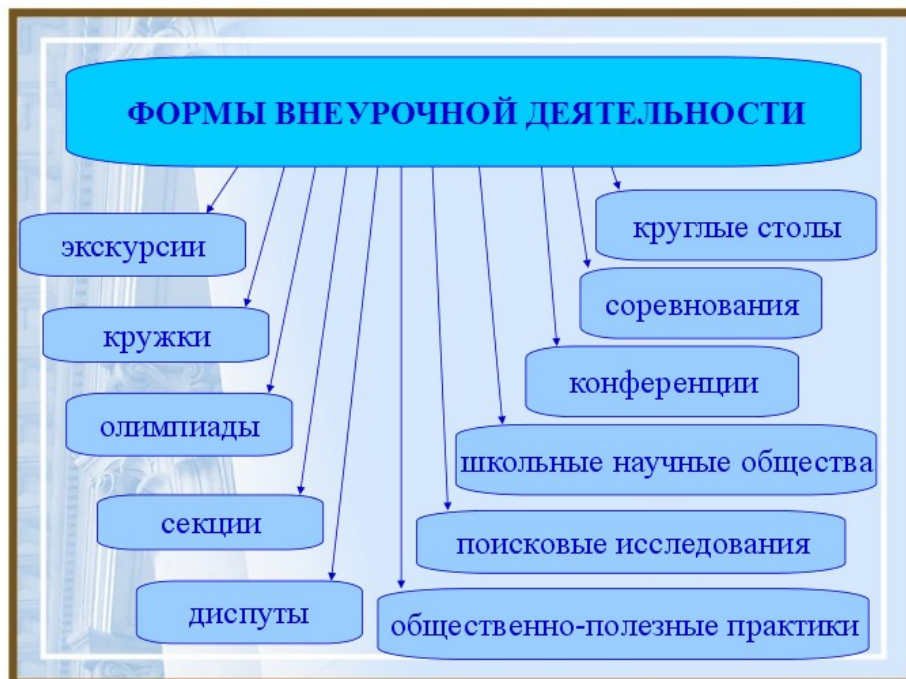 ФОРМЫ ВНЕУРОЧНОЙ ДЕЯТЕЛЬНОСТИ
экскурсии
кружки
олимпиады
секции
диспуты
круглые столы
соревнования
конференции
школьные научные общества
поисковые исследования
общественно-полезные практики